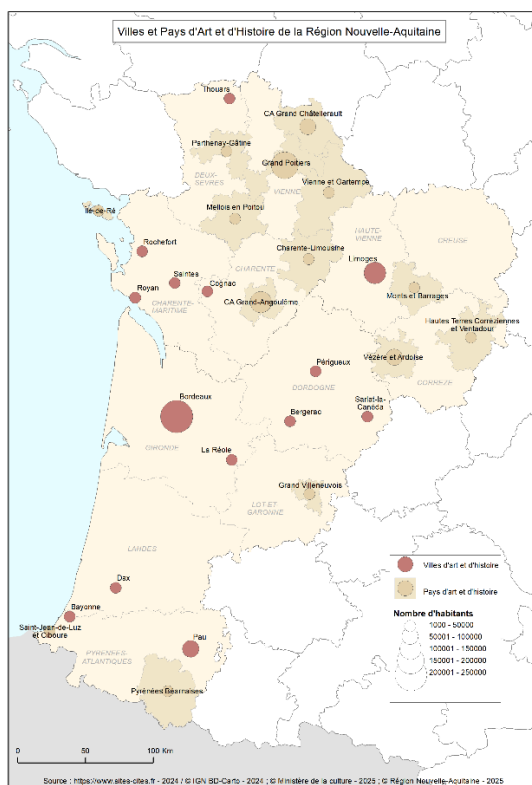 Villes et Pays d'Art et d'Histoire de la Région Nouvelle-Aquitaine
Thouars
CA Grand Châtellerault
Parthenay-Gâtine
Grand Poitiers
DEUX-
SEVRES
VIENNE
Vienne et Gartempe
Mellois en Poitou
Ile-de-Ré
Rochefort
HAUTE-
VIENNE
CREUSE
Charente-Limousine
Limoges
Saintes
CHARENTE
Royan
Cognac
CHARENTE-
MARITIME
CA Grand-Angoulême
Monts et Barrages
Hautes Terres Corréziennes
et Ventadour
Vézère et Ardoise
Périgueux
DORDOGNE
CORREZE
Bordeaux
Sarlat-la-
Canéda
Bergerac
GIRONDE
La Réole
Grand Villeneuvois
LOT ET
GARONNE
LANDES
Dax
Bayonne
Saint-Jean-de-Luz
et Ciboure
Pau
PYRENEES-
ATLANTIQUES
Pyrénées Béarnaises
Villes d'art et d'histoire
Pays d'art et d'histoire
Nombre d'habitants
1000 - 50000
50001 - 100000
100001 - 150000
150001 - 200000
200001 - 250000
0 50 100 Km
Source : https://www.sites-cites.fr - 2024 / © IGN BD-Carto - 2024 ; © Ministère de la culture - 2025 ; © Région Nouvelle-Aquitaine - 2025